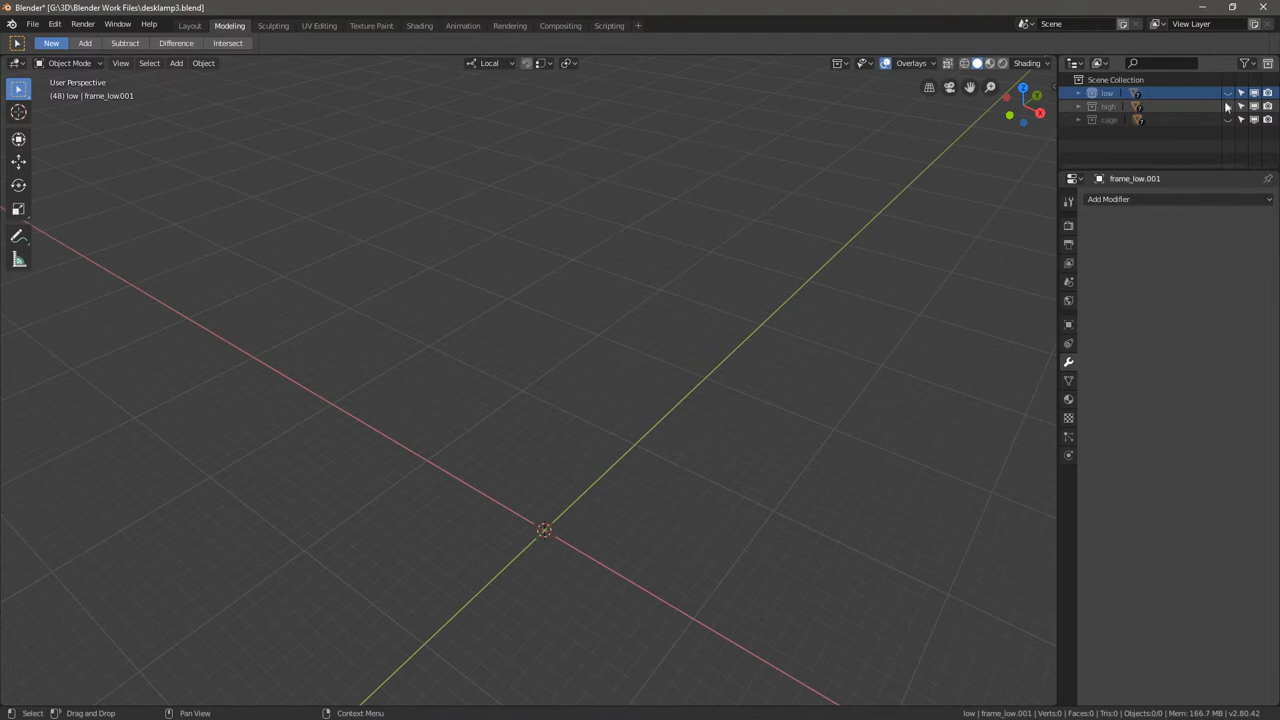 Blender* [G:\3D\Blender Work Files\desklamp3.blend]
File Edit Render Window Help Layout Modeling Sculpting UV Editing Texture Paint Shading Animation Rendering Compositing Scripting + Scene View Layer
New Add Subtract Difference Intersect
Object Mode View Select Add Object Local Overlays Shading
User Perspective
(48) low | frame_low.001
Z
Y
X
Scene Collection
low 7
high 7
cage 7
frame_low.001
Add Modifier
Select Drag and Drop Pan View Context Menu low | frame_low.001 | Verts:0 | Faces:0 | Tris:0 | Objects:0/0 | Mem: 166.7 MB | v2.80.42